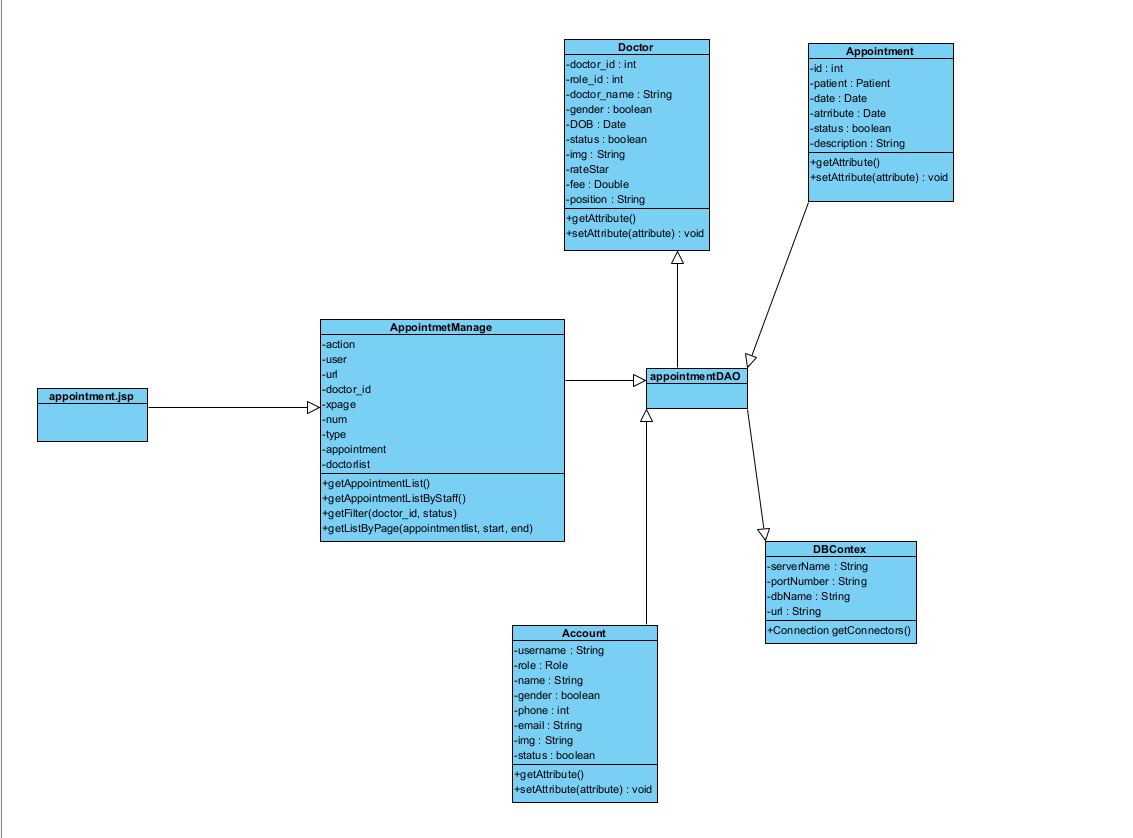 Doctor
-doctor_id : int
-role_id : int
-doctor_name : String
-gender : boolean
-DOB : Date
-status : boolean
-img : String
-rateStar
-fee : Double
-position : String
+getAttribute()
+setAttribute(attribute) : void
Appointment
-id : int
-patient : Patient
-date : Date
-atrribute : Date
-status : boolean
-description : String
+getAttribute()
+setAttribute(attribute) : void
AppointmetManage
-action
-user
-url
-doctor_id
-xpage
-num
-type
-appointment
-doctorlist
+getAppointmentList()
+getAppointmentListByStaff()
+getFilter(doctor_id, status)
+getListByPage(appointmentlist, start, end)
appointment.jsp
appointmentDAO
DBContex
-serverName : String
-portNumber : String
-dbName : String
-url : String
+Connection getConnectors()
Account
-username : String
-role : Role
-name : String
-gender : boolean
-phone : int
-email : String
-img : String
-status : boolean
+getAttribute()
+setAttribute(attribute) : void